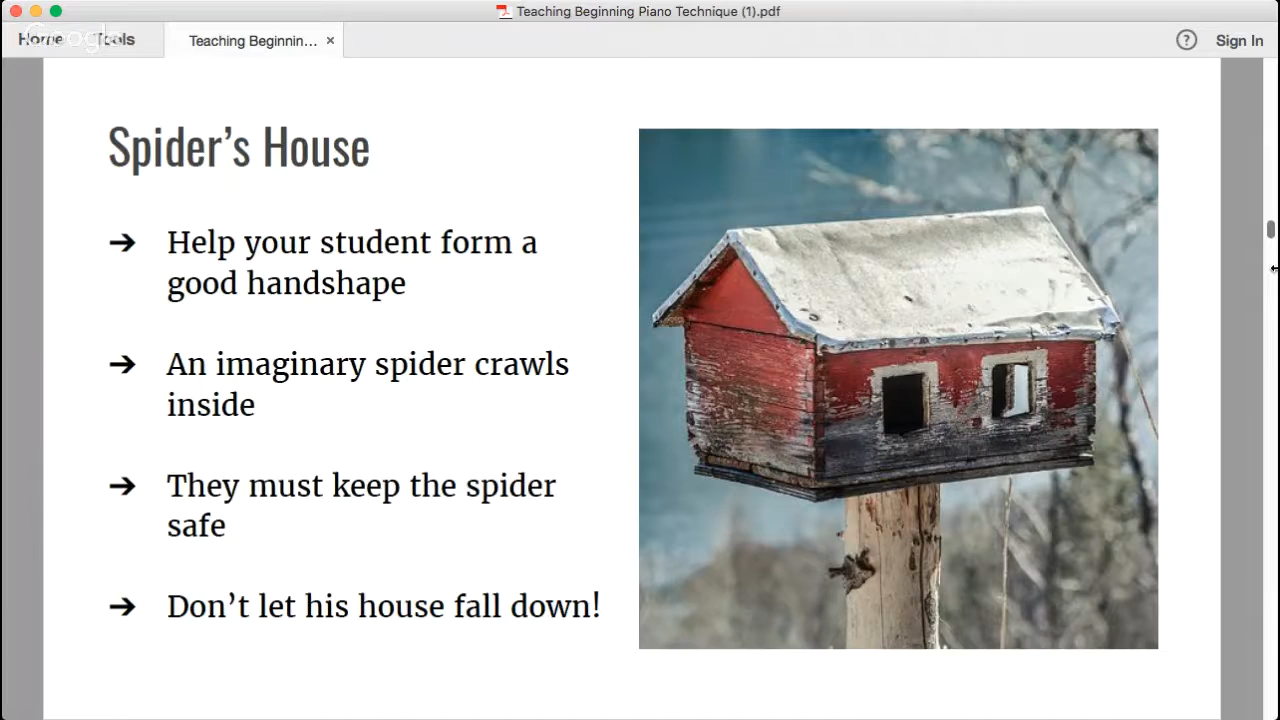 Teaching Beginning Piano Technique (1).pdf
Home
Tools
Google
Teaching Beginnin... ×
? Sign In
Spider's House
➔ Help your student form a
good handshape
➔ An imaginary spider crawls
inside
➔ They must keep the spider
safe
➔ Don't let his house fall down!